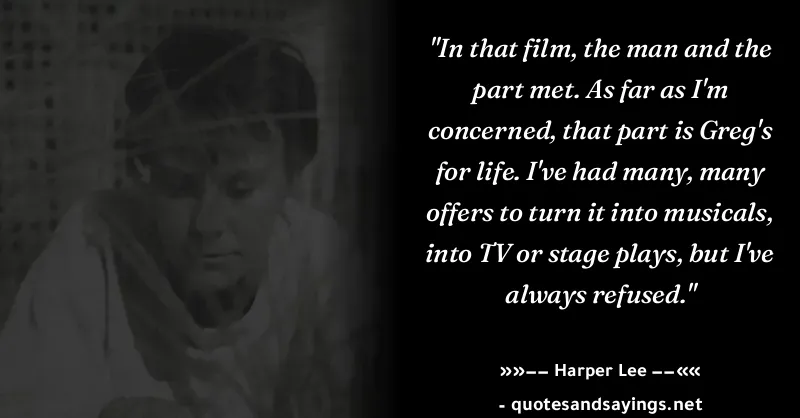 "In that film, the man and the
part met. As far as I'm
concerned, that part is Greg's
for life. I've had many, many
offers to turn it into musicals,
into TV or stage plays, but I've
always refused."
»»−− Harper Lee −−««
- quotesandsayings.net